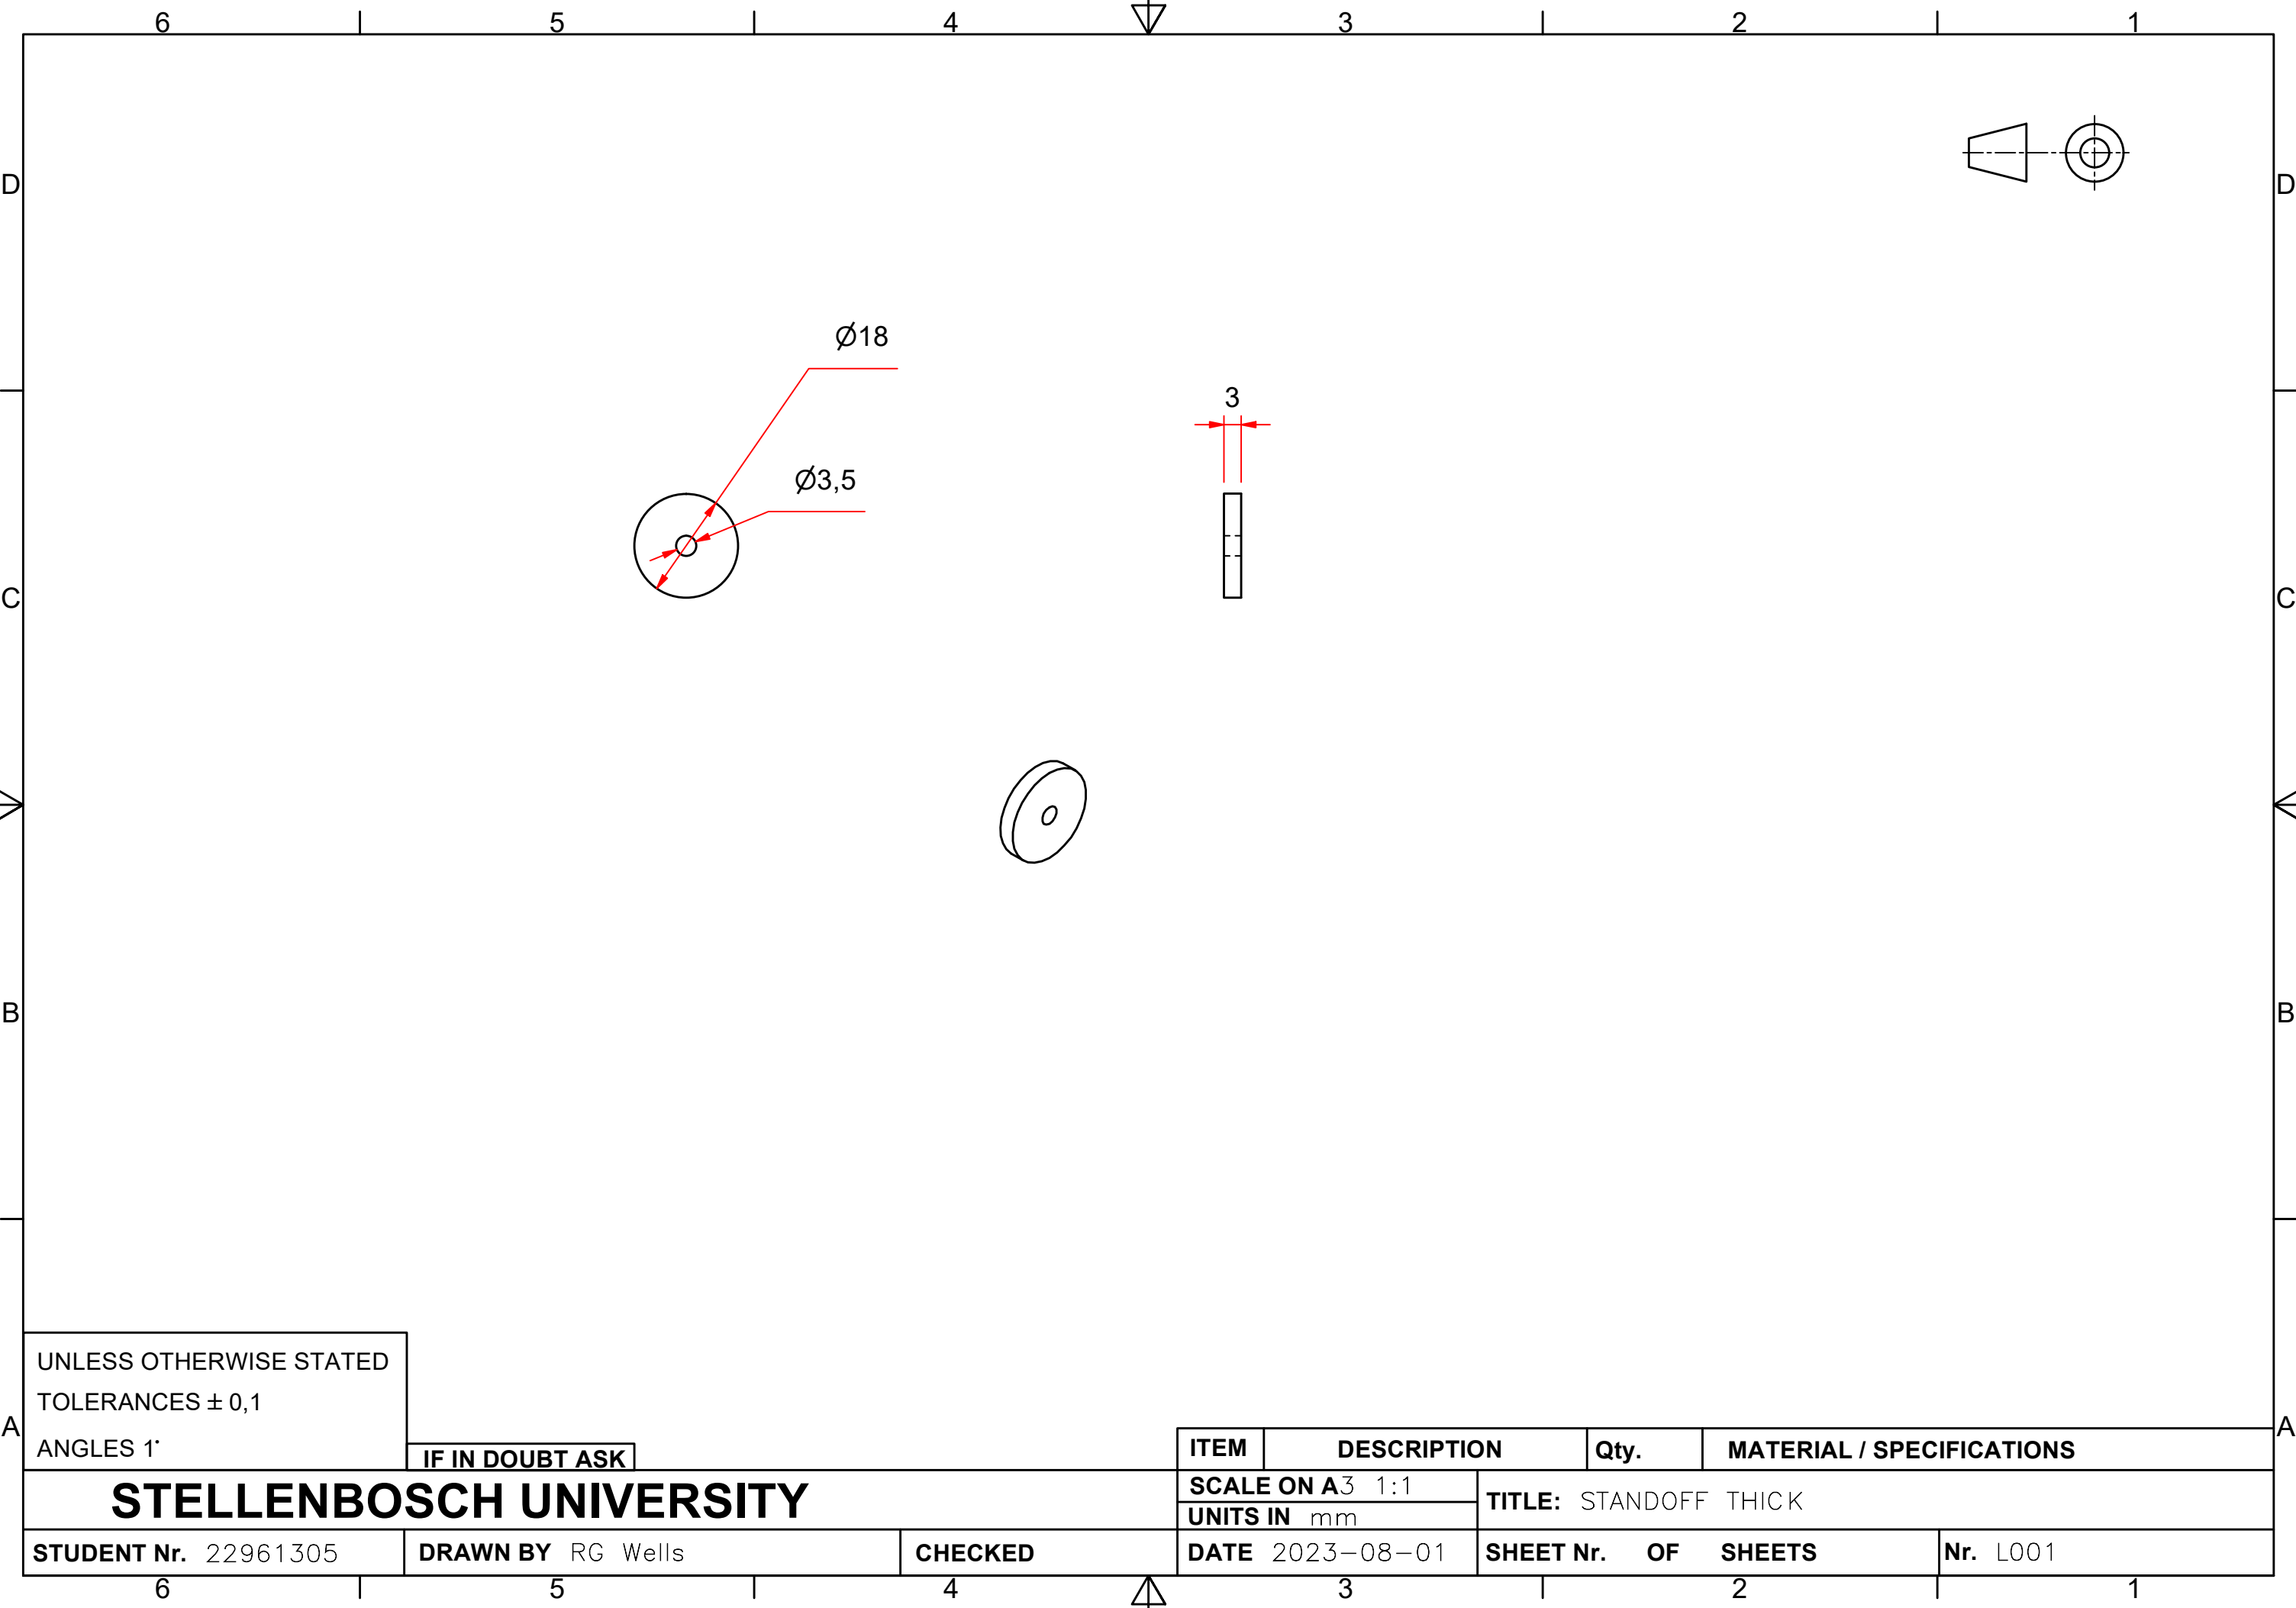 6 5 4 3 2 1
D D
Ø18
3
Ø3,5
C C
B B
UNLESS OTHERWISE STATED
TOLERANCES ± 0,1
A A
ANGLES 1°
IF IN DOUBT ASK
ITEM DESCRIPTION Qty. MATERIAL / SPECIFICATIONS
STELLENBOSCH UNIVERSITY
SCALE ON A3 1:1
TITLE: STANDOFF THICK
UNITS IN mm
STUDENT Nr. 22961305 DRAWN BY RG Wells CHECKED DATE 2023-08-01 SHEET Nr. OF SHEETS Nr. L001
6 5 4 3 2 1